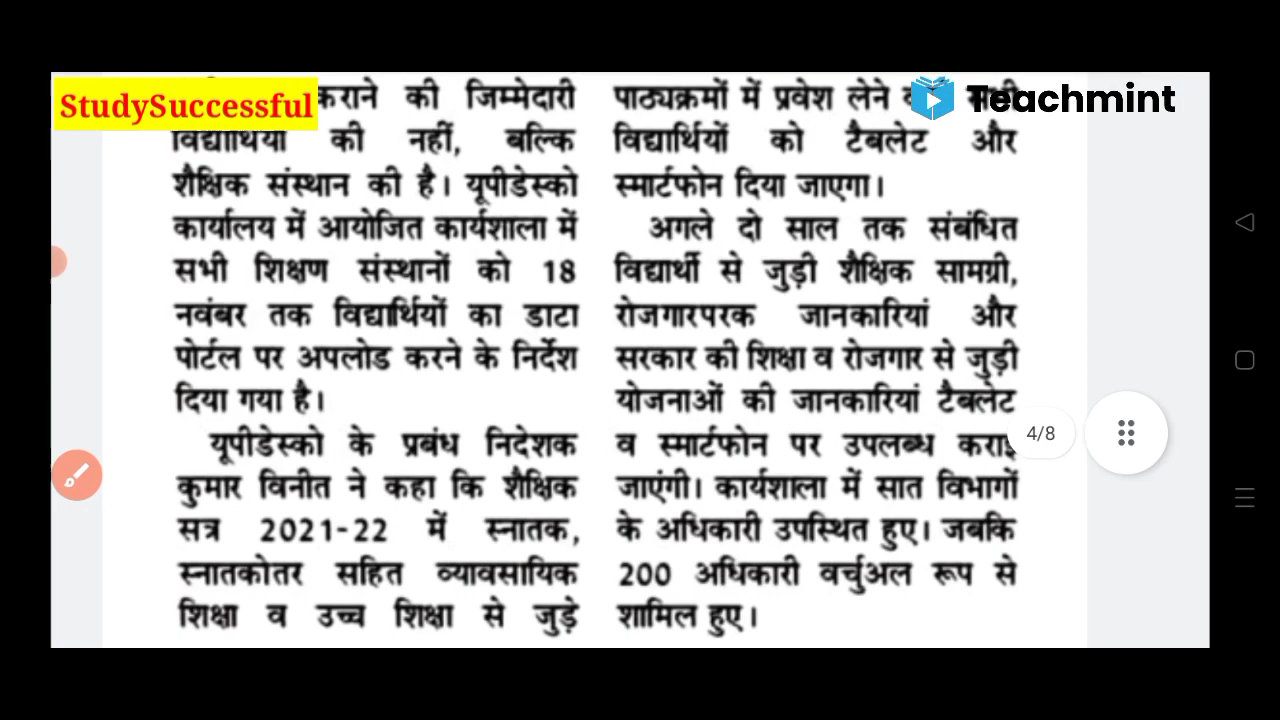 StudySuccessful
कराने की जिम्मेदारी
विद्यार्थियों की नहीं, बल्कि
शैक्षिक संस्थान की है। यूपीडेस्को
कार्यालय में आयोजित कार्यशाला में
सभी शिक्षण संस्थानों को 18
नवंबर तक विद्यार्थियों का डाटा
पोर्टल पर अपलोड करने के निर्देश
दिया गया है।
यूपीडेस्को के प्रबंध निदेशक
कुमार विनीत ने कहा कि शैक्षिक
सत्र 2021-22 में स्नातक,
स्नातकोतर सहित व्यावसायिक
शिक्षा व उच्च शिक्षा से जुड़े
Teachmint
पाठ्यक्रमों में प्रवेश लेने
विद्यार्थियों को टैबलेट और
स्मार्टफोन दिया जाएगा।
अगले दो साल तक संबंधित
विद्यार्थी से जुड़ी शैक्षिक सामग्री,
रोजगारपरक जानकारियां और
सरकार की शिक्षा व रोजगार से जुड़ी
योजनाओं की जानकारियां टैबलेट
व स्मार्टफोन पर उपलब्ध कराई
जाएंगी। कार्यशाला में सात विभागों
के अधिकारी उपस्थित हुए। जबकि
200 अधिकारी वर्चुअल रूप से
शामिल हुए।
4/8